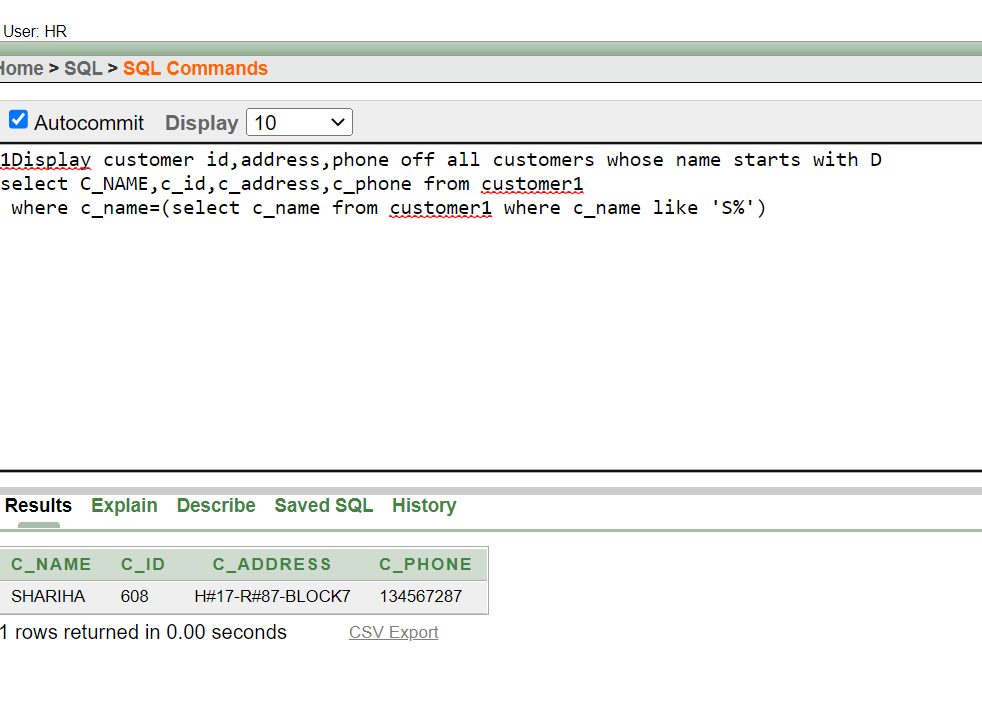 User: HR
Home > SQL > SQL Commands
Autocommit Display 10
1Display customer id,address,phone off all customers whose name starts with D
select C_NAME,c_id,c_address,c_phone from customer1
where c_name=(select c_name from customer1 where c_name like 'S%')
Results Explain Describe Saved SQL History
C_NAME C_ID C_ADDRESS C_PHONE
SHARIHA 608 H#17-R#87-BLOCK7 134567287
1 rows returned in 0.00 seconds CSV Export